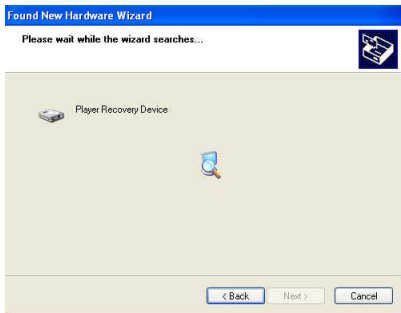 Found New Hardware Wizard
Please wait while the wizard searches...
Player Recovery Device
< Back
Next >
Cancel